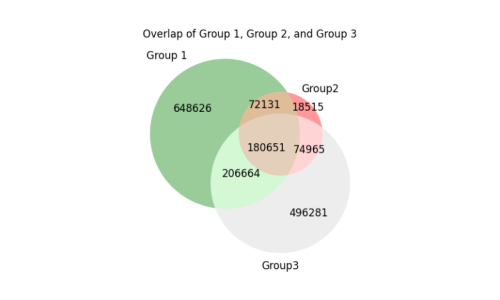 Overlap of Group 1, Group 2, and Group 3
Group 1
Group2
648626
72131
18515
180651
74965
206664
496281
Group3